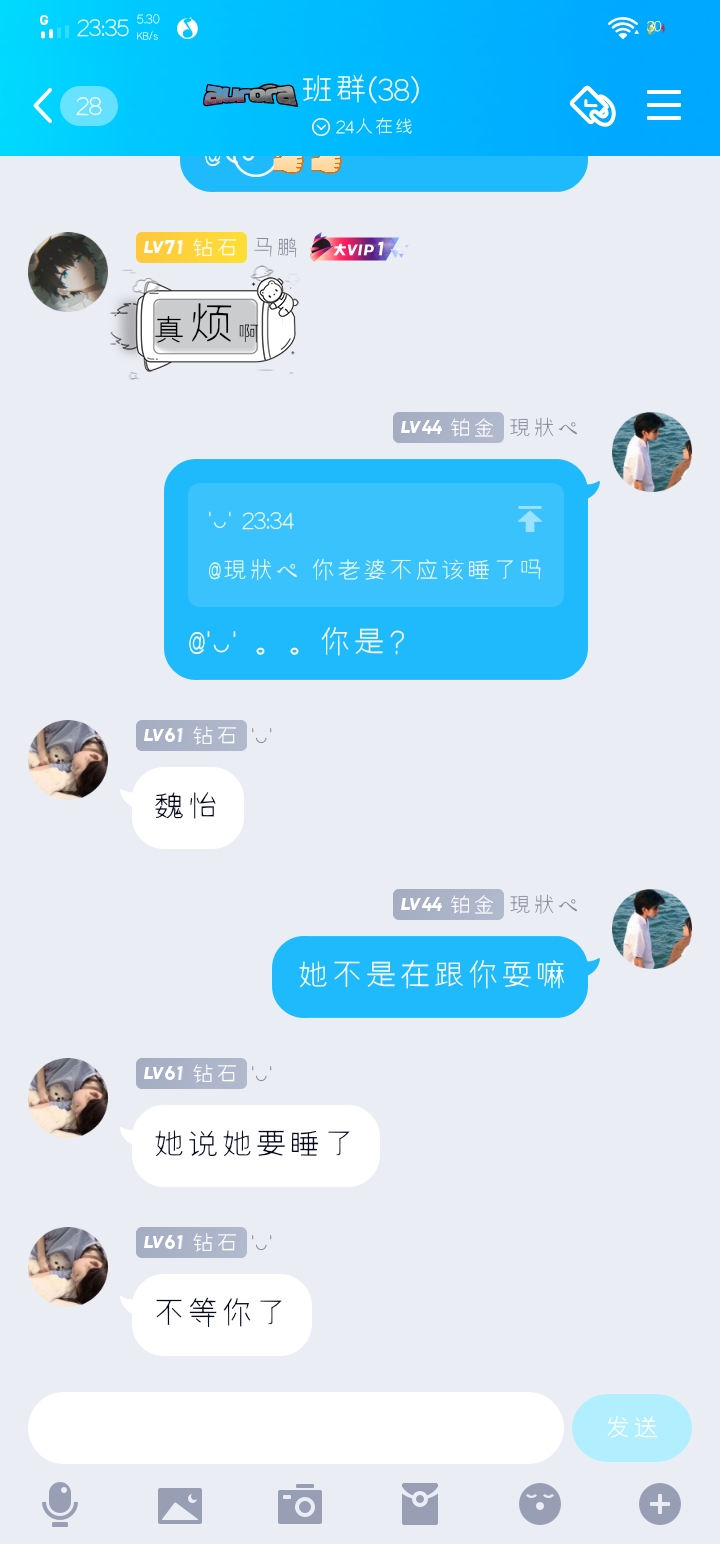 G
23:35
5.30
KB/s
30
28
aurora 班群(38)
24人在线
@
LV71 钻石 马鹏 大VIP1
真烦啊
LV44 铂金 現狀ぺ
'◡' 23:34
@現狀ぺ 你老婆不应该睡了吗
@'◡' 。。你是?
LV61 钻石 '◡'
魏怡
LV44 铂金 現狀ぺ
她不是在跟你耍嘛
LV61 钻石 '◡'
她说她要睡了
LV61 钻石 '◡'
不等你了
发送